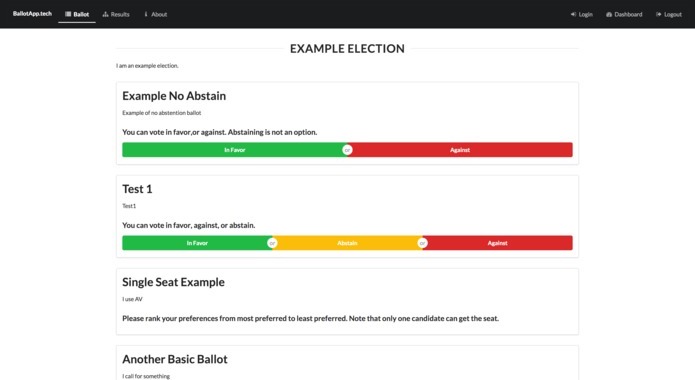 BallotApp.tech Ballot Results About Login Dashboard Logout
EXAMPLE ELECTION
I am an example election.
Example No Abstain
Example of no abstention ballot
You can vote in favor,or against. Abstaining is not an option.
In Favor or Against
Test 1
Test1
You can vote in favor, against, or abstain.
In Favor or Abstain or Against
Single Seat Example
I use AV
Please rank your preferences from most preferred to least preferred. Note that only one candidate can get the seat.
Another Basic Ballot
I call for something